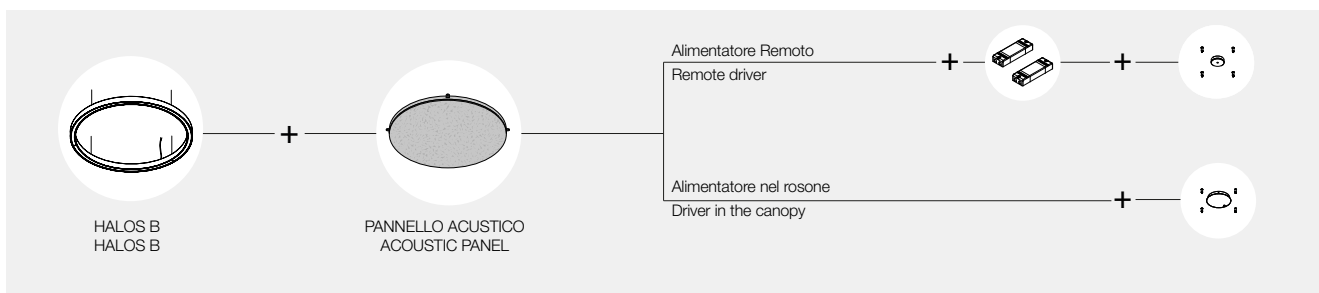 HALOS B
HALOS B
+
PANNELLO ACUSTICO
ACOUSTIC PANEL
Alimentatore Remoto
Remote driver
+
+
Alimentatore nel rosone
Driver in the canopy
+